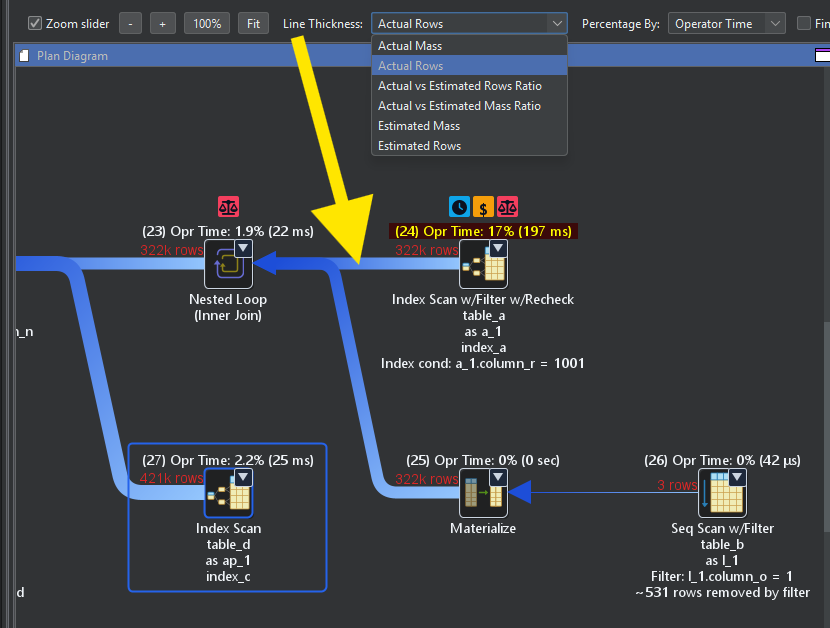 Zoom slider - + 100% Fit Line Thickness: Actual Rows Percentage By: Operator Time Fin
Plan Diagram
Actual Mass
Actual Rows
Actual vs Estimated Rows Ratio
Actual vs Estimated Mass Ratio
Estimated Mass
Estimated Rows
$
(23) Opr Time: 1.9% (22 ms)
322k rows
Nested Loop
(Inner Join)
(24) Opr Time: 17% (197 ms)
322k rows
Index Scan w/Filter w/Recheck
table_a
as a_1
index_a
Index cond: a_1.column_r = 1001
n_n
(27) Opr Time: 2.2% (25 ms)
421k rows
Index Scan
table_d
as ap_1
index_c
(25) Opr Time: 0% (0 sec)
322k rows
Materialize
(26) Opr Time: 0% (42 µs)
3 rows
Seq Scan w/Filter
table_b
as l_1
Filter: l_1.column_o = 1
~531 rows removed by filter
d